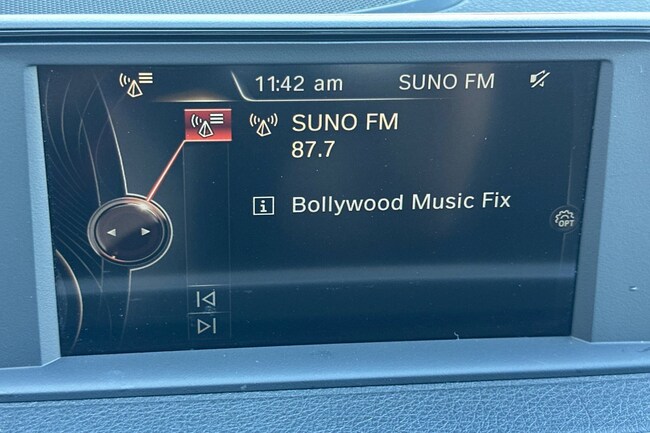 11:42 am SUNO FM
SUNO FM
87.7
Bollywood Music Fix
OPT